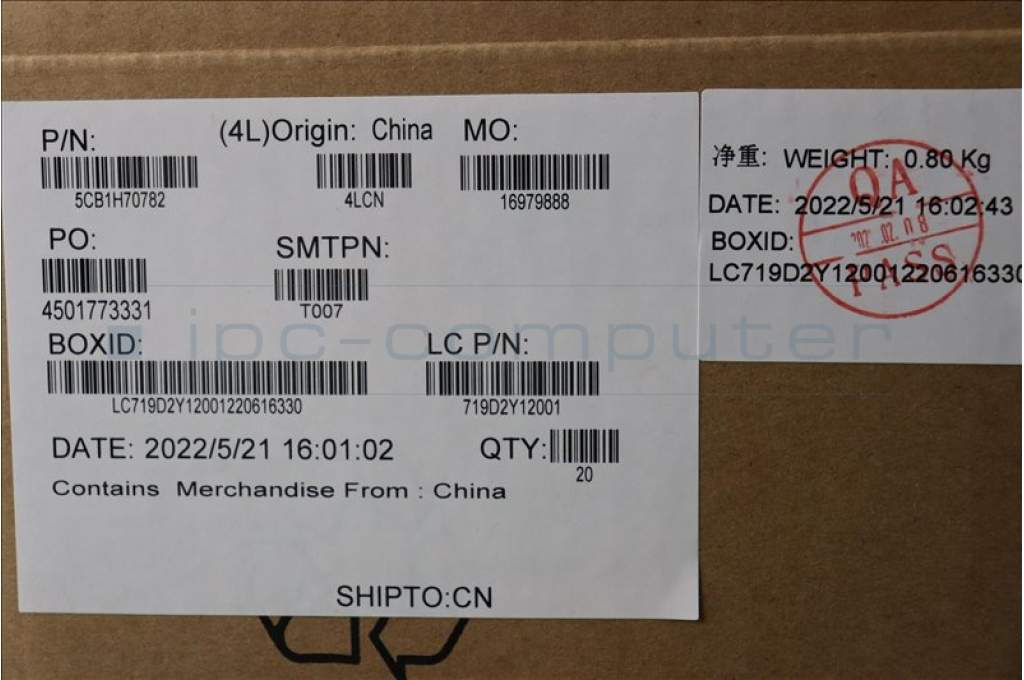 P/N:
5CB1H70782
(4L)Origin: China
4LCN
MO:
16979888
PO:
4501773331
SMTPN:
T007
BOXID:
LC719D2Y12001220616330
LC P/N:
719D2Y12001
DATE: 2022/5/21 16:01:02
QTY:
20
Contains Merchandise From : China
SHIPTO:CN
净重: WEIGHT: 0.80 Kg
DATE: 2022/5/21 16:02:43
BOXID:
LC719D2Y12001220616330
QA
PASS
ipc-computer